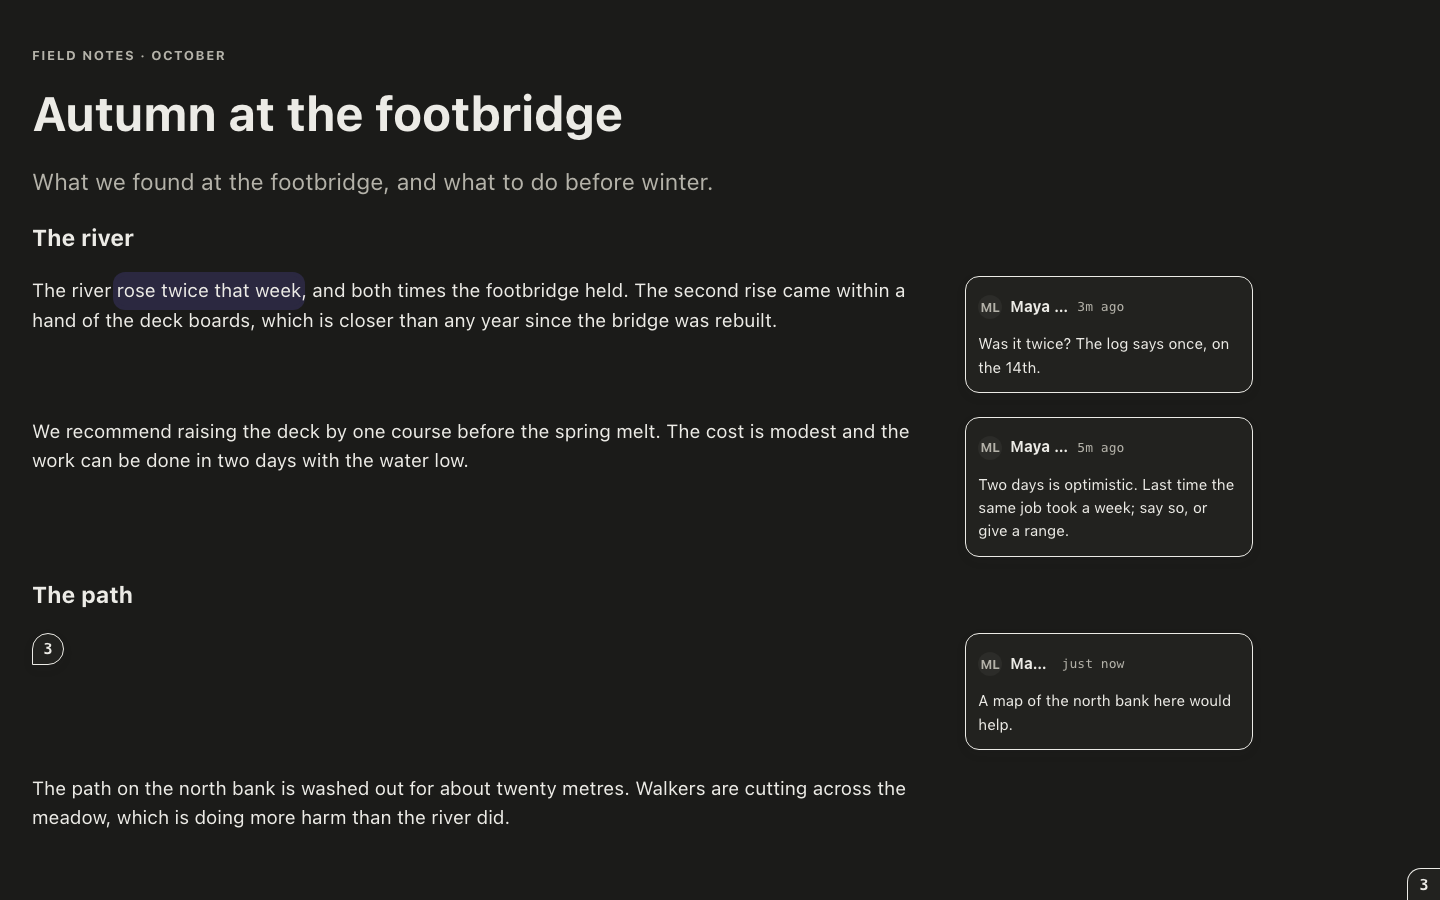 FIELD NOTES · OCTOBER
Autumn at the footbridge
What we found at the footbridge, and what to do before winter.
The river
The river rose twice that week, and both times the footbridge held. The second rise came within a
hand of the deck boards, which is closer than any year since the bridge was rebuilt.
ML Maya ... 3m ago
Was it twice? The log says once, on
the 14th.
We recommend raising the deck by one course before the spring melt. The cost is modest and the
work can be done in two days with the water low.
ML Maya ... 5m ago
Two days is optimistic. Last time the
same job took a week; say so, or
give a range.
The path
3
ML Ma... just now
A map of the north bank here would
help.
The path on the north bank is washed out for about twenty metres. Walkers are cutting across the
meadow, which is doing more harm than the river did.
3